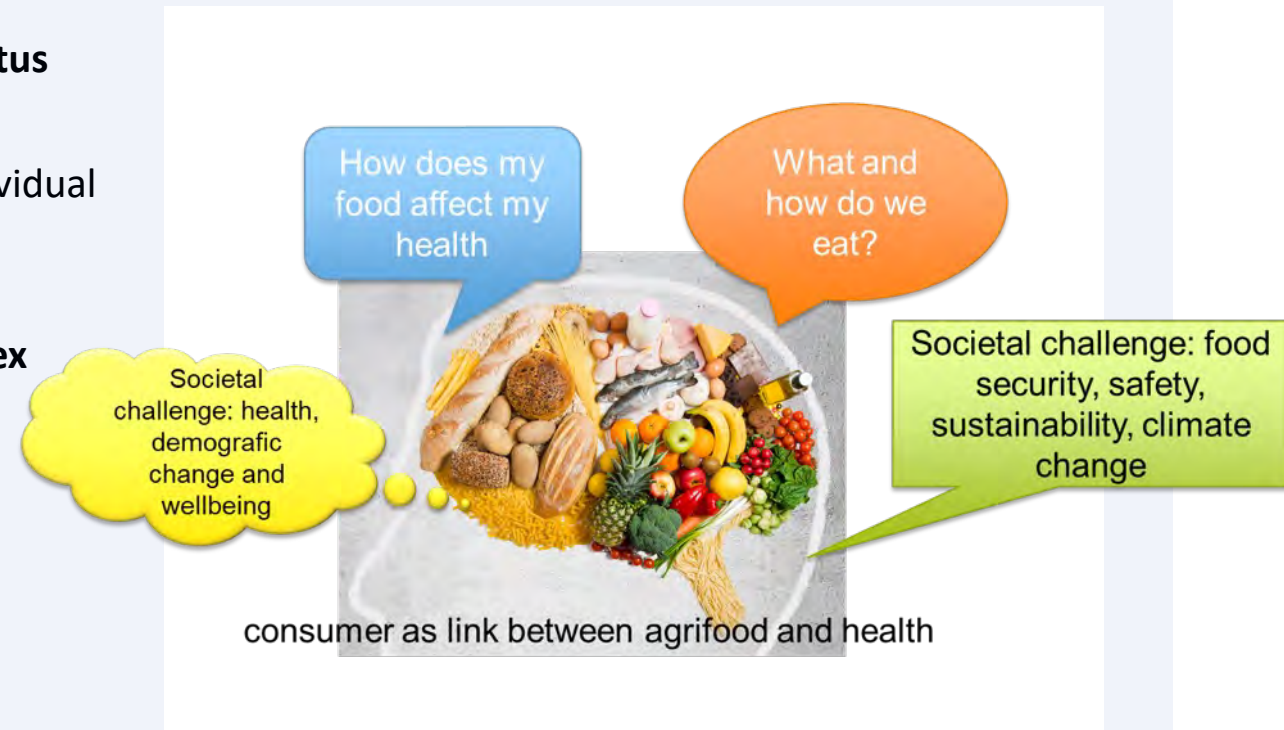 tus
vidual
ex
How does my
food affect my
health
What and
how do we
eat?
Societal
challenge: health,
demografic
change and
wellbeing
Societal challenge: food
security, safety,
sustainability, climate
change
consumer as link between agrifood and health